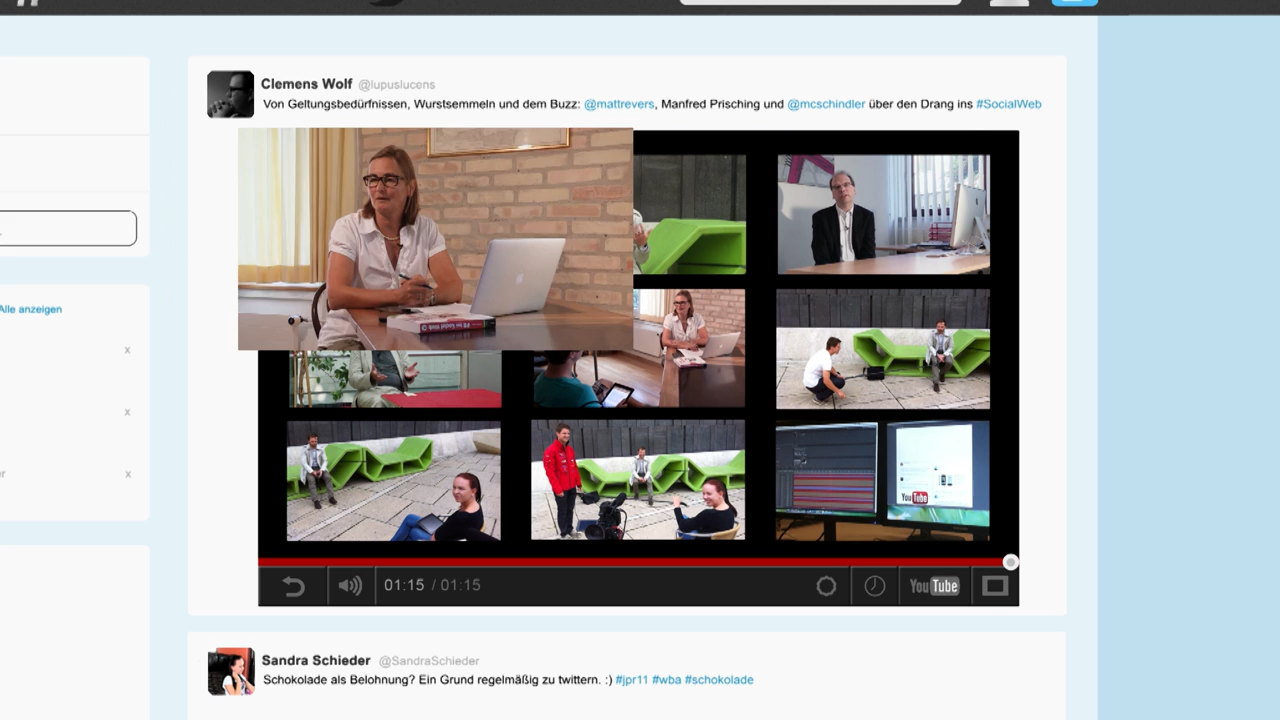 Clemens Wolf @lupuslucens
Von Geltungsbedürfnissen, Wurstsemmeln und dem Buzz: @mattrevers, Manfred Prisching und @mcschindler über den Drang ins #SocialWeb
Alle anzeigen
x
x
x
YouTube
01:15 / 01:15
YouTube
Sandra Schieder @SandraSchieder
Schokolade als Belohnung? Ein Grund regelmäßig zu twittern. :) #jpr11 #wba #schokolade